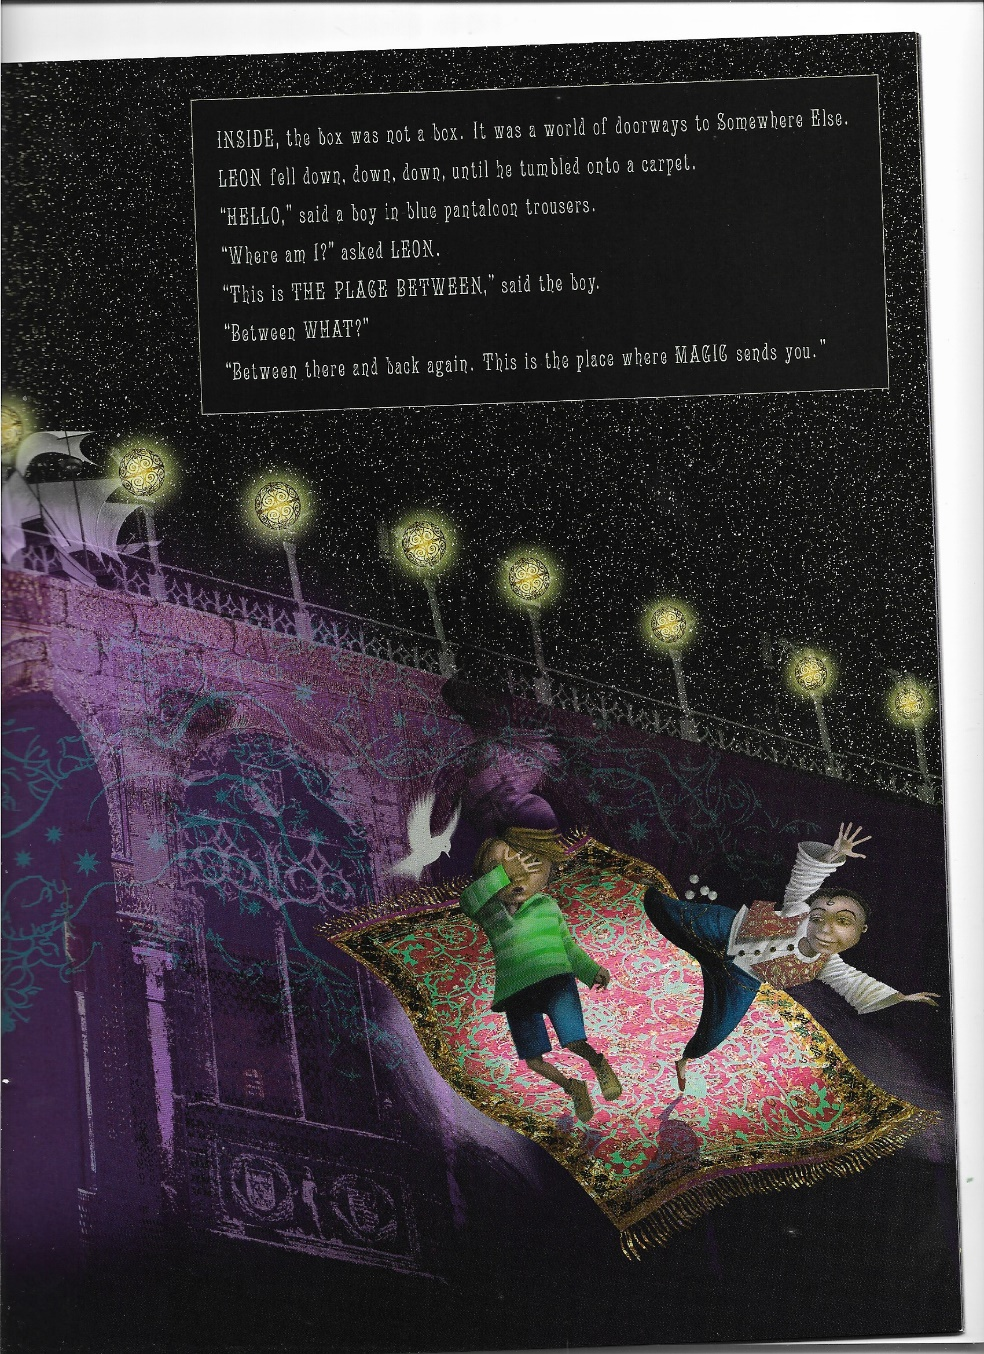 INSIDE, the box was not a box. It was a world of doorways to Somewhere Else.
LEON fell down, down, down, until he tumbled onto a carpet.
“HELLO,” said a boy in blue pantaloon trousers.
“Where am I?” asked LEON.
“This is THE PLACE BETWEEN,” said the boy.
“Between WHAT?”
“Between there and back again. This is the place where MAGIC sends you.”